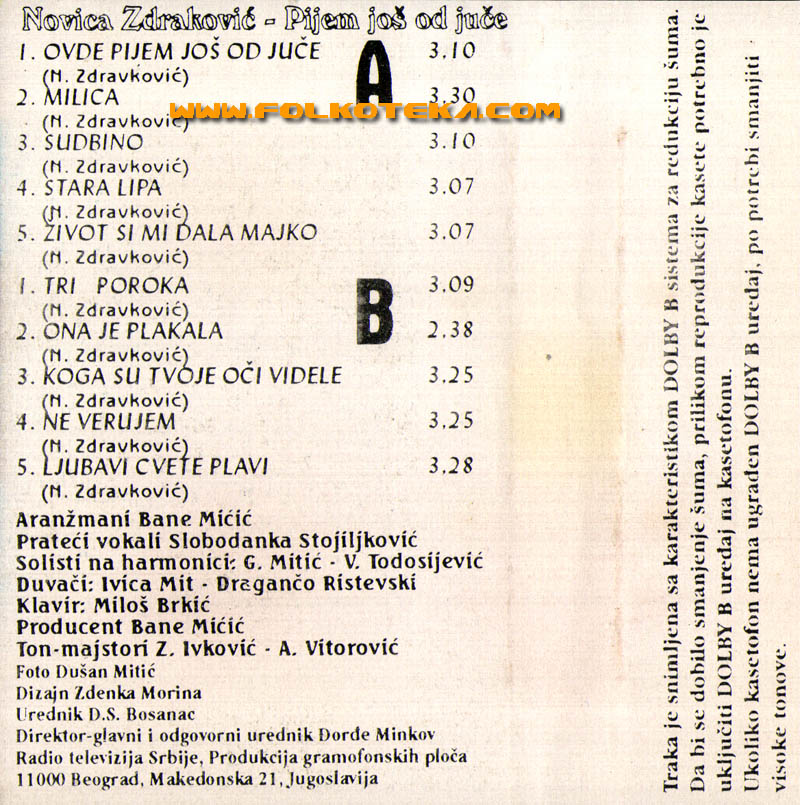 Novica Zdraković - Pijem još od juče
1. OVDE PIJEM JOŠ OD JUČE 3.10
(N. Zdravković)
A
2. MILICA 3.30
(N. Zdravković)
WWW.FOLKOTEKA.COM
3. SUDBINO 3.10
(N. Zdravković)
4. STARA LIPA 3.07
(N. Zdravković)
5. ŽIVOT SI MI DALA MAJKO 3.07
(N. Zdravković)
1. TRI POROKA 3.09
(N. Zdravković)
B
2. ONA JE PLAKALA 2.38
(N. Zdravković)
3. KOGA SU TVOJE OČI VIDELE 3.25
(N. Zdravković)
4. NE VERUJEM 3.25
(N. Zdravković)
5. LJUBAVI CVETE PLAVI 3.28
(N. Zdravković)
Aranžmani Bane Mićić
Prateći vokali Slobodanka Stojiljković
Solisti na harmonici: G. Mitić - V. Todosijević
Duvači: Ivica Mit - Dragančo Ristevski
Klavir: Miloš Brkić
Producent Bane Mićić
Ton-majstori Z. Ivković - A. Vitorović
Foto Dušan Mitić
Dizajn Zdenka Morina
Urednik D.S. Bosanac
Direktor-glavni i odgovorni urednik Đorđe Minkov
Radio televizija Srbije, Produkcija gramofonskih ploča
11000 Beograd, Makedonska 21, Jugoslavija
Traka je snimljena sa karakteristikom DOLBY B sistema za redukciju šuma.
Da bi se dobilo smanjenje šuma, prilikom reprodukcije kasete potrebno je
uključiti DOLBY B uređaj na kasetofonu.
Ukoliko kasetofon nema ugrađen DOLBY B uređaj, po potrebi smanjiti
visoke tonove.